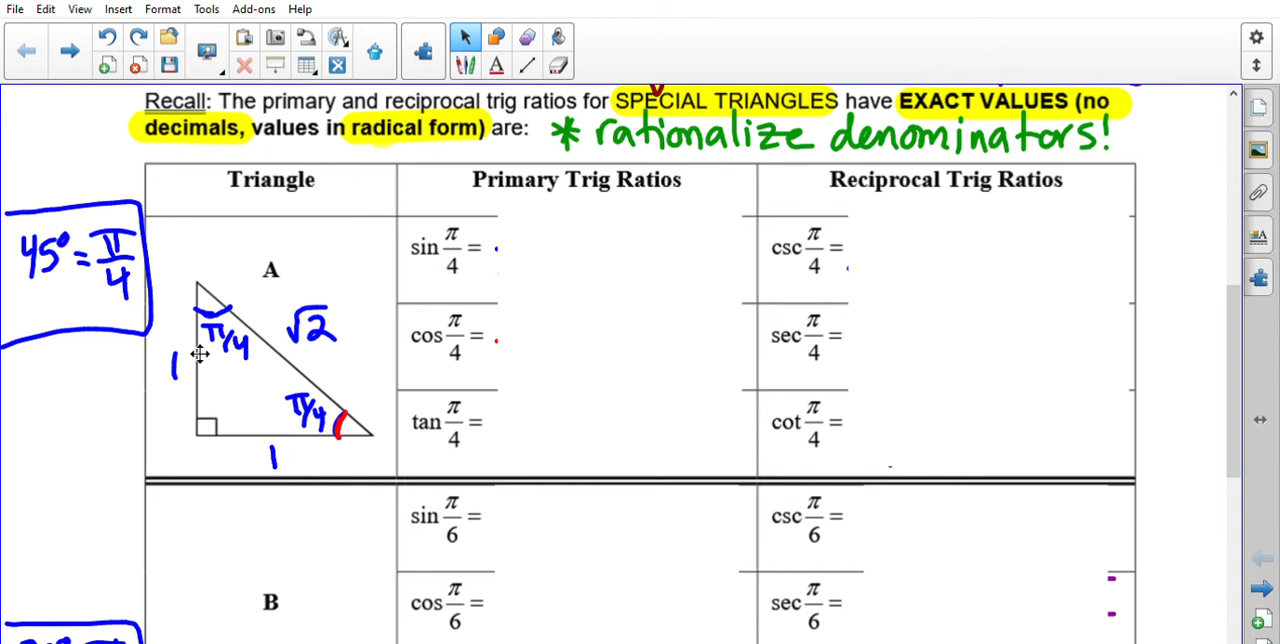 File Edit View Insert Format Tools Add-ons Help
Recall: The primary and reciprocal trig ratios for SPECIAL TRIANGLES have EXACT VALUES (no
decimals, values in radical form) are: * rationalize denominators!
Triangle Primary Trig Ratios Reciprocal Trig Ratios
45° = π/4
A
π/4
√2
1
π/4
1
sin π/4 =
csc π/4 =
cos π/4 =
sec π/4 =
tan π/4 =
cot π/4 =
B
sin π/6 =
csc π/6 =
cos π/6 =
sec π/6 =